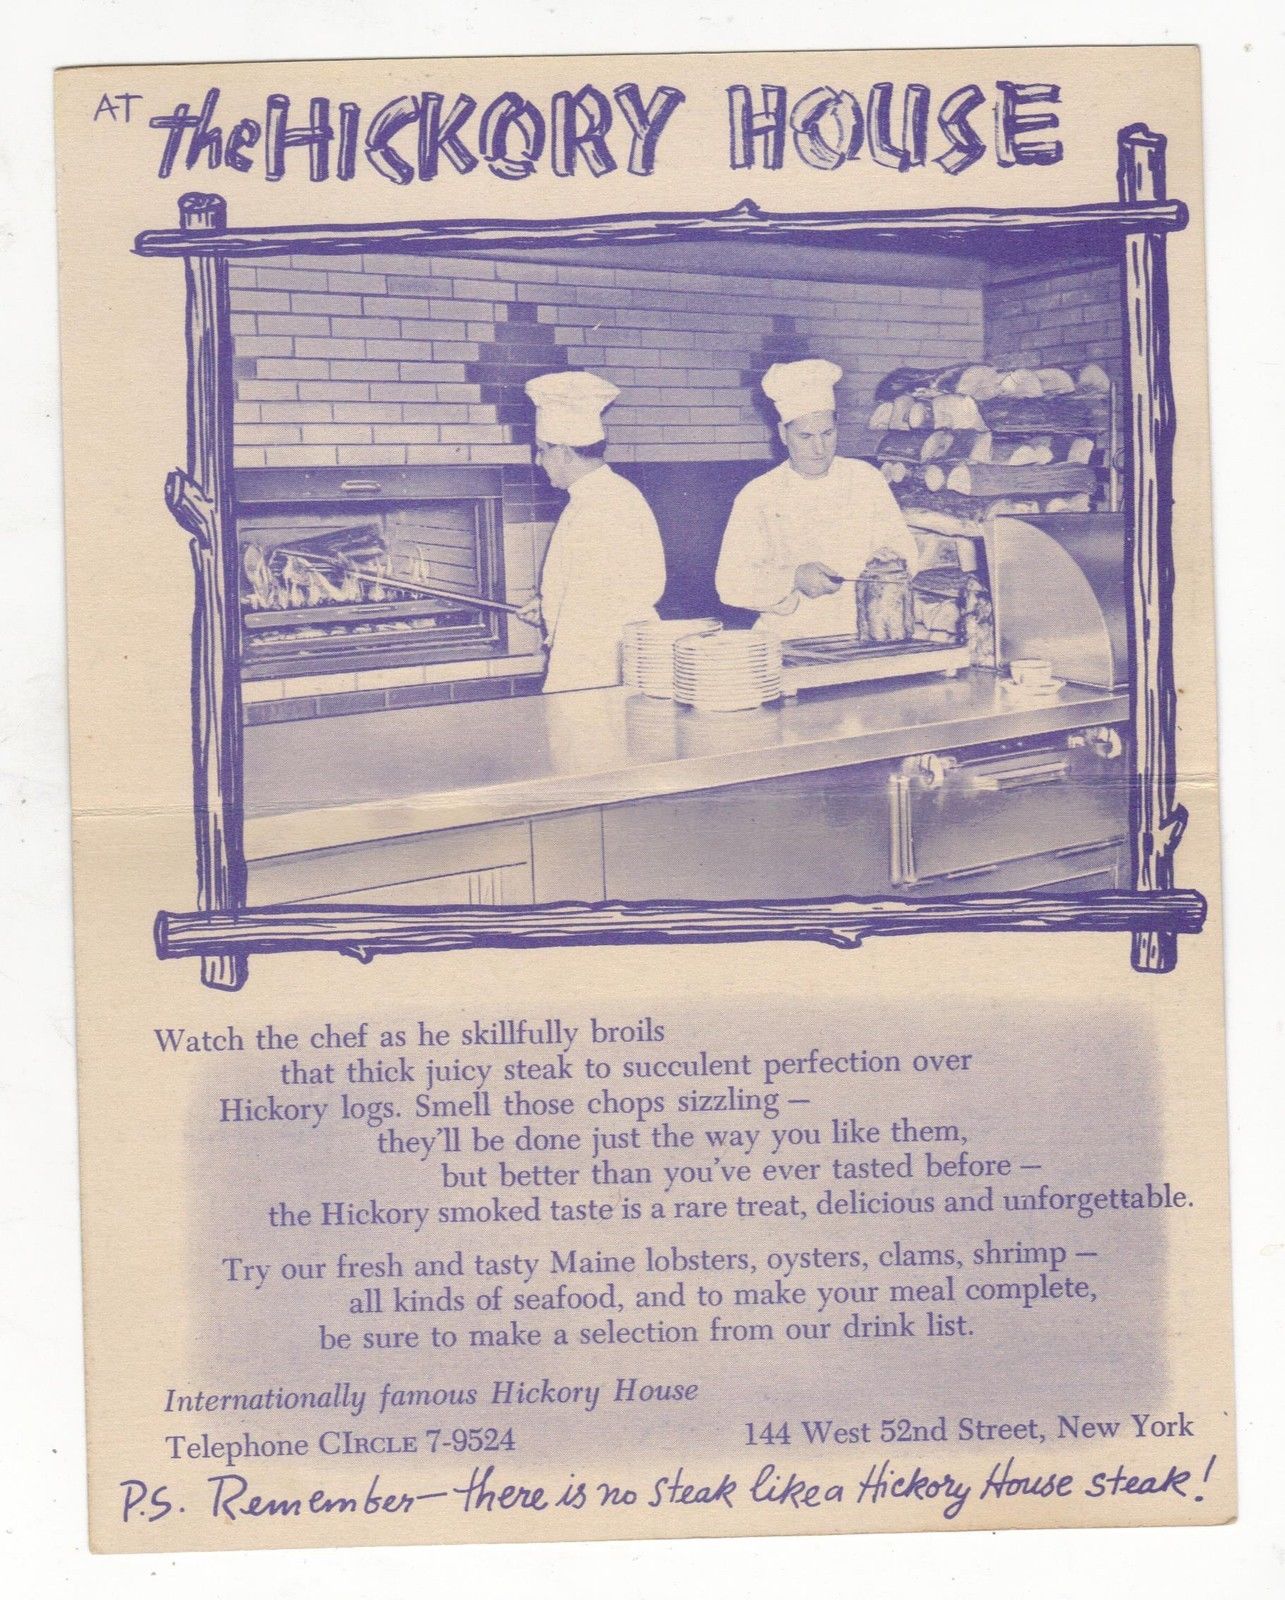 AT the HICKORY HOUSE
Watch the chef as he skillfully broils
that thick juicy steak to succulent perfection over
Hickory logs. Smell those chops sizzling —
they'll be done just the way you like them,
but better than you've ever tasted before —
the Hickory smoked taste is a rare treat, delicious and unforgettable.
Try our fresh and tasty Maine lobsters, oysters, clams, shrimp —
all kinds of seafood, and to make your meal complete,
be sure to make a selection from our drink list.
Internationally famous Hickory House
Telephone CIRCLE 7-9524 144 West 52nd Street, New York
P.S. Remember — there is no steak like a Hickory House steak!